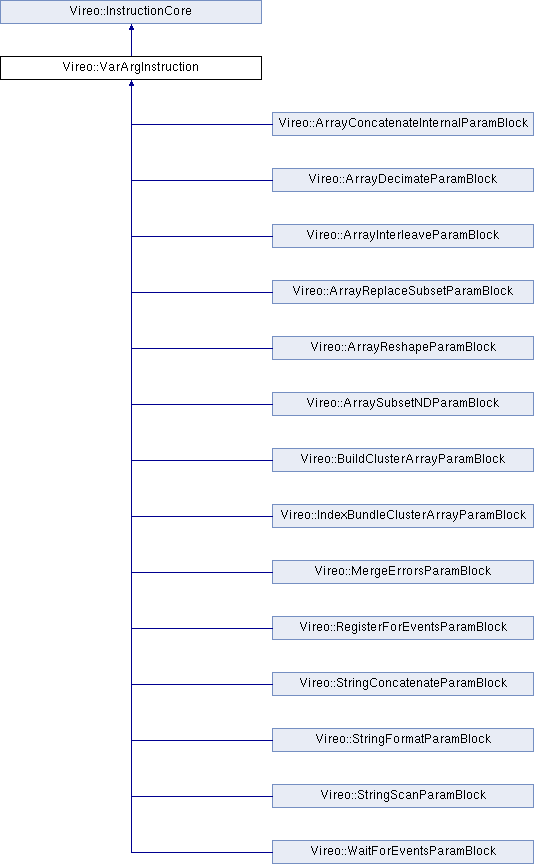 Vireo::InstructionCore
Vireo::VarArgInstruction
Vireo::ArrayConcatenateInternalParamBlock
Vireo::ArrayDecimateParamBlock
Vireo::ArrayInterleaveParamBlock
Vireo::ArrayReplaceSubsetParamBlock
Vireo::ArrayReshapeParamBlock
Vireo::ArraySubsetNDParamBlock
Vireo::BuildClusterArrayParamBlock
Vireo::IndexBundleClusterArrayParamBlock
Vireo::MergeErrorsParamBlock
Vireo::RegisterForEventsParamBlock
Vireo::StringConcatenateParamBlock
Vireo::StringFormatParamBlock
Vireo::StringScanParamBlock
Vireo::WaitForEventsParamBlock